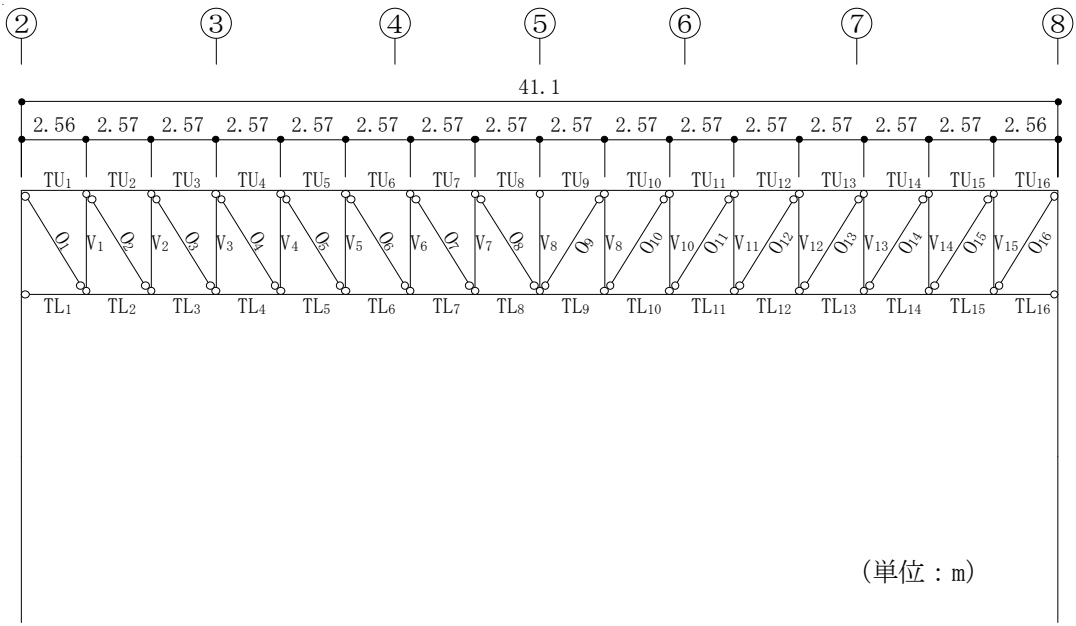 ② ③ ④ ⑤ ⑥ ⑦ ⑧
41.1
2.56 2.57 2.57 2.57 2.57 2.57 2.57 2.57 2.57 2.57 2.57 2.57 2.57 2.57 2.57 2.56
TU₁ TU₂ TU₃ TU₄ TU₅ TU₆ TU₇ TU₈ TU₉ TU₁₀ TU₁₁ TU₁₂ TU₁₃ TU₁₄ TU₁₅ TU₁₆
O₁ V₁ O₂ V₂ O₃ V₃ O₄ V₄ O₅ V₅ O₆ V₆ O₇ V₇ O₈ V₈ O₉ V₈ O₁₀ V₁₀ O₁₁ V₁₁ O₁₂ V₁₂ O₁₃ V₁₃ O₁₄ V₁₄ O₁₅ V₁₅ O₁₆
TL₁ TL₂ TL₃ TL₄ TL₅ TL₆ TL₇ TL₈ TL₉ TL₁₀ TL₁₁ TL₁₂ TL₁₃ TL₁₄ TL₁₅ TL₁₆
(単位：m)